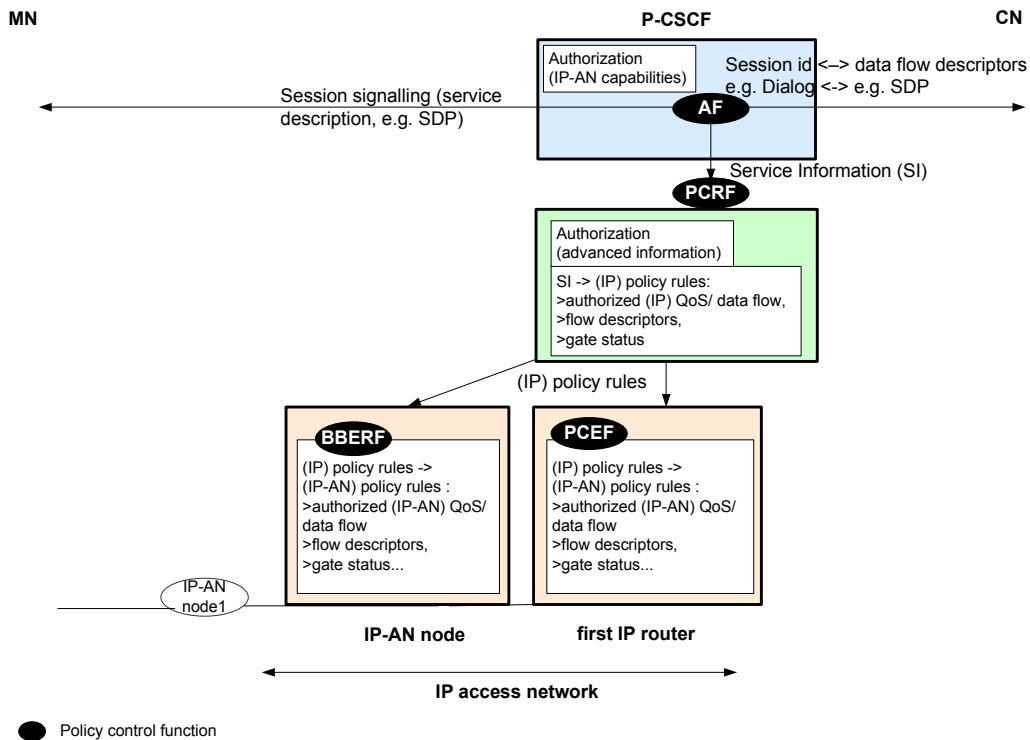 MN
P-CSCF
CN
Authorization
(IP-AN capabilities)
Session id <–> data flow descriptors
e.g. Dialog <-> e.g. SDP
Session signalling (service
description, e.g. SDP)
AF
Service Information (SI)
PCRF
Authorization
(advanced information)
SI -> (IP) policy rules:
>authorized (IP) QoS/ data flow,
>flow descriptors,
>gate status
(IP) policy rules
BBERF
(IP) policy rules ->
(IP-AN) policy rules :
>authorized (IP-AN) QoS/
data flow
>flow descriptors,
>gate status...
PCEF
(IP) policy rules ->
(IP-AN) policy rules :
>authorized (IP-AN) QoS/
data flow
>flow descriptors,
>gate status...
IP-AN
node1
IP-AN node
first IP router
IP access network
Policy control function